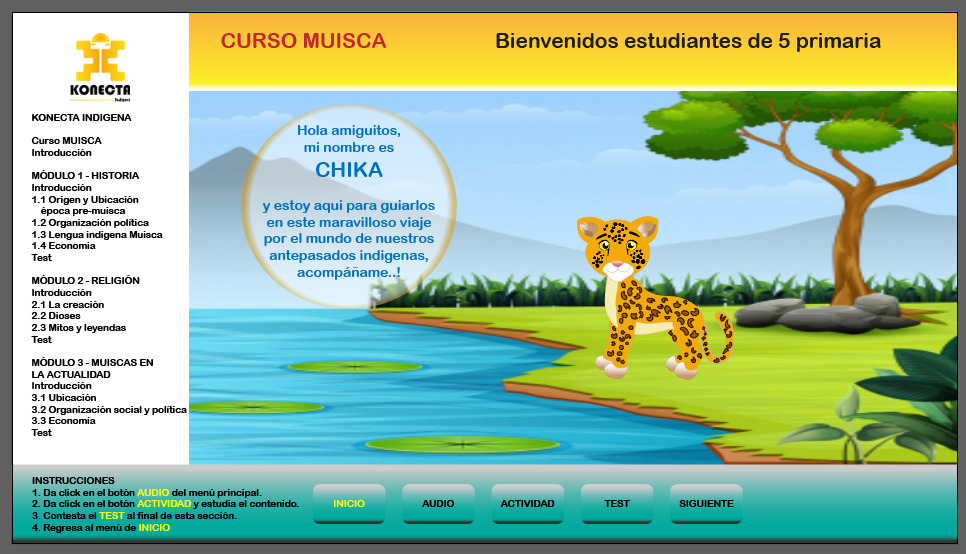 CURSO MUISCA
Bienvenidos estudiantes de 5 primaria
KONECTA
Indigena
KONECTA INDIGENA
Curso MUISCA
Introducción
MÓDULO 1 - HISTORIA
Introducción
1.1 Origen y Ubicación
época pre-muisca
1.2 Organización política
1.3 Lengua indigena Muisca
1.4 Economía
Test
MÓDULO 2 - RELIGIÓN
Introducción
2.1 La creación
2.2 Dioses
2.3 Mitos y leyendas
Test
MÓDULO 3 - MUISCAS EN
LA ACTUALIDAD
Introducción
3.1 Ubicación
3.2 Organización social y política
3.3 Economía
Test
Hola amiguitos,
mi nombre es
CHIKA
y estoy aqui para guiarlos
en este maravilloso viaje
por el mundo de nuestros
antepasados indigenas,
acompáñame..!
INSTRUCCIONES
1. Da click en el botón AUDIO del menú principal.
2. Da click en el botón ACTIVIDAD y estudia el contenido.
3. Contesta el TEST al final de esta sección.
4. Regresa al menú de INICIO
INICIO
AUDIO
ACTIVIDAD
TEST
SIGUIENTE